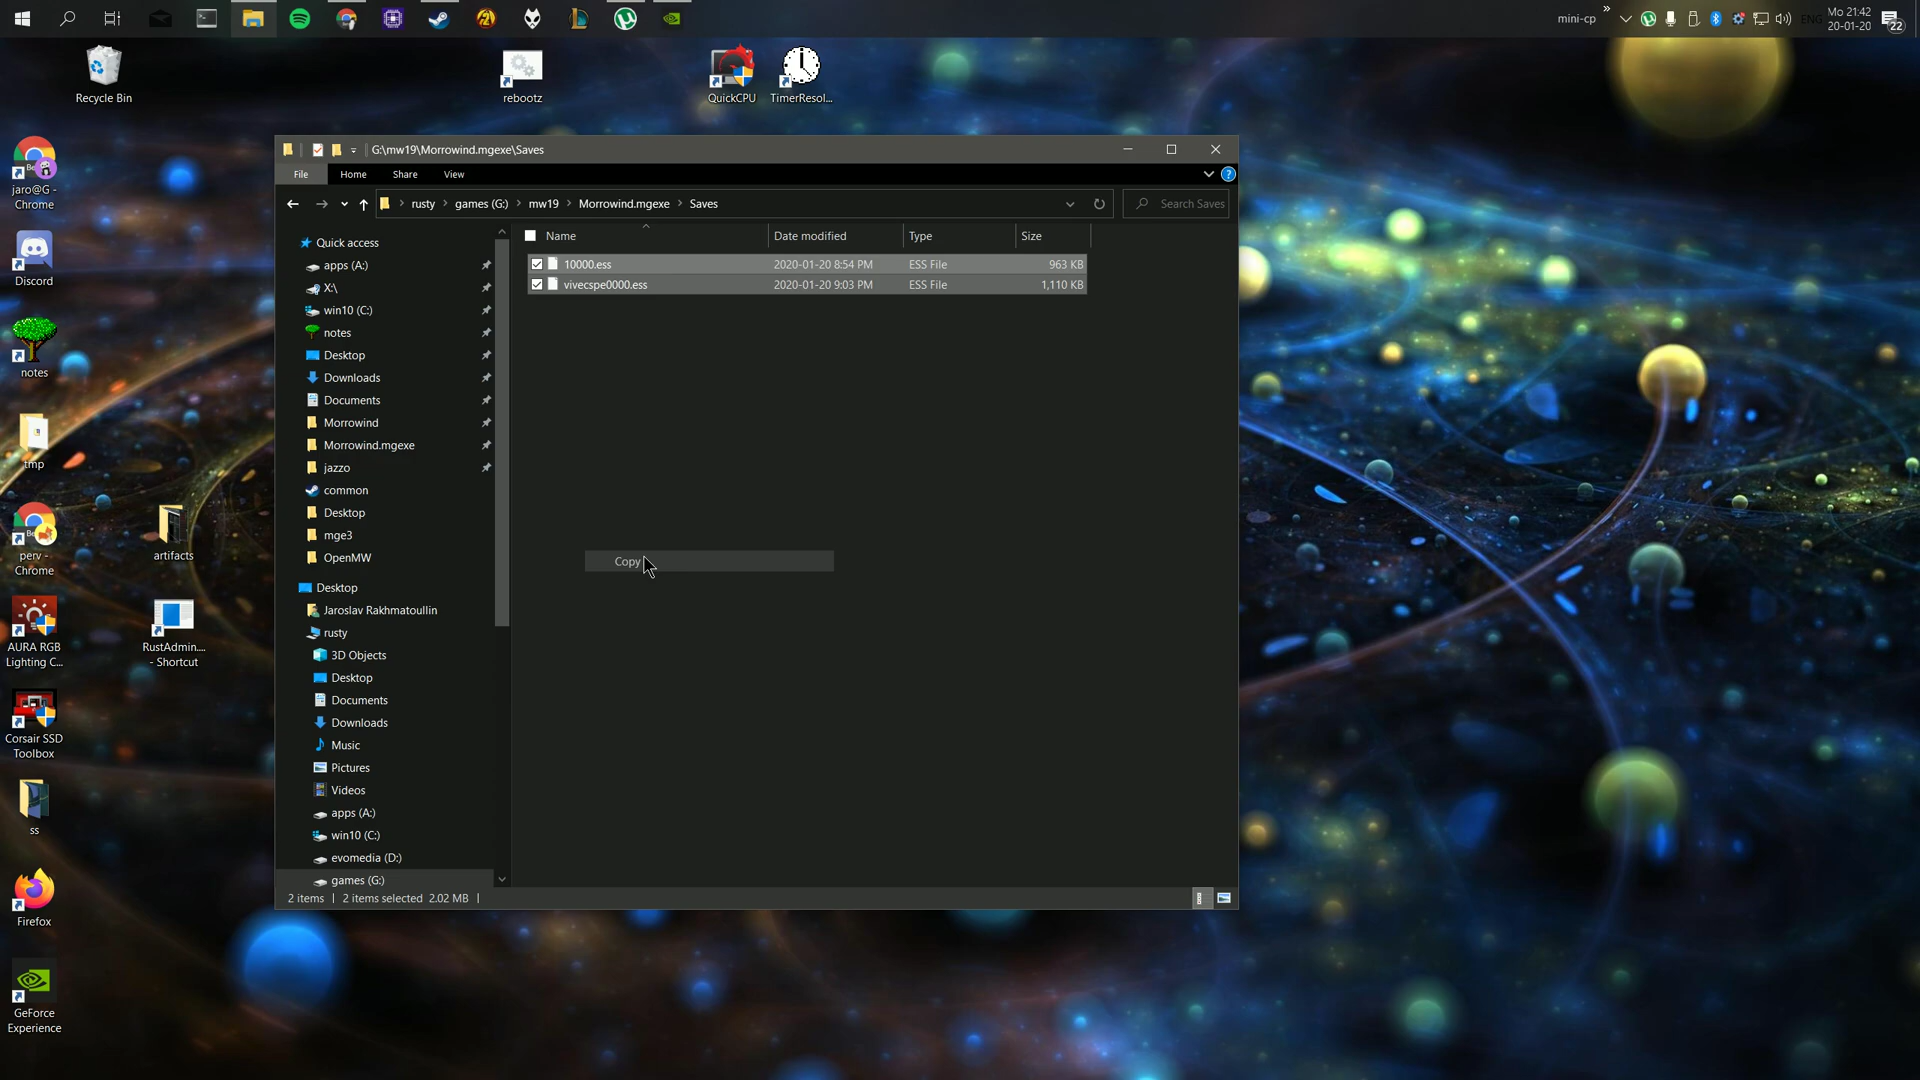 mini-cp
ENG
Mo 21:42
20-01-20
22
Recycle Bin
rebootz
QuickCPU
TimerResol...
jaro@G -
Chrome
Discord
notes
tmp
perv -
Chrome
artifacts
AURA RGB
Lighting C...
RustAdmin....
- Shortcut
Corsair SSD
Toolbox
ss
Firefox
GeForce
Experience
G:\mw19\Morrowind.mgexe\Saves
File
Home
Share
View
rusty
games (G:)
mw19
Morrowind.mgexe
Saves
Search Saves
Name
Date modified
Type
Size
10000.ess
2020-01-20 8:54 PM
ESS File
963 KB
vivecspe0000.ess
2020-01-20 9:03 PM
ESS File
1,110 KB
Copy
Quick access
apps (A:)
X:\
win10 (C:)
notes
Desktop
Downloads
Documents
Morrowind
Morrowind.mgexe
jazzo
common
Desktop
mge3
OpenMW
Desktop
Jaroslav Rakhmatoullin
rusty
3D Objects
Desktop
Documents
Downloads
Music
Pictures
Videos
apps (A:)
win10 (C:)
evomedia (D:)
games (G:)
2 items
2 items selected 2.02 MB